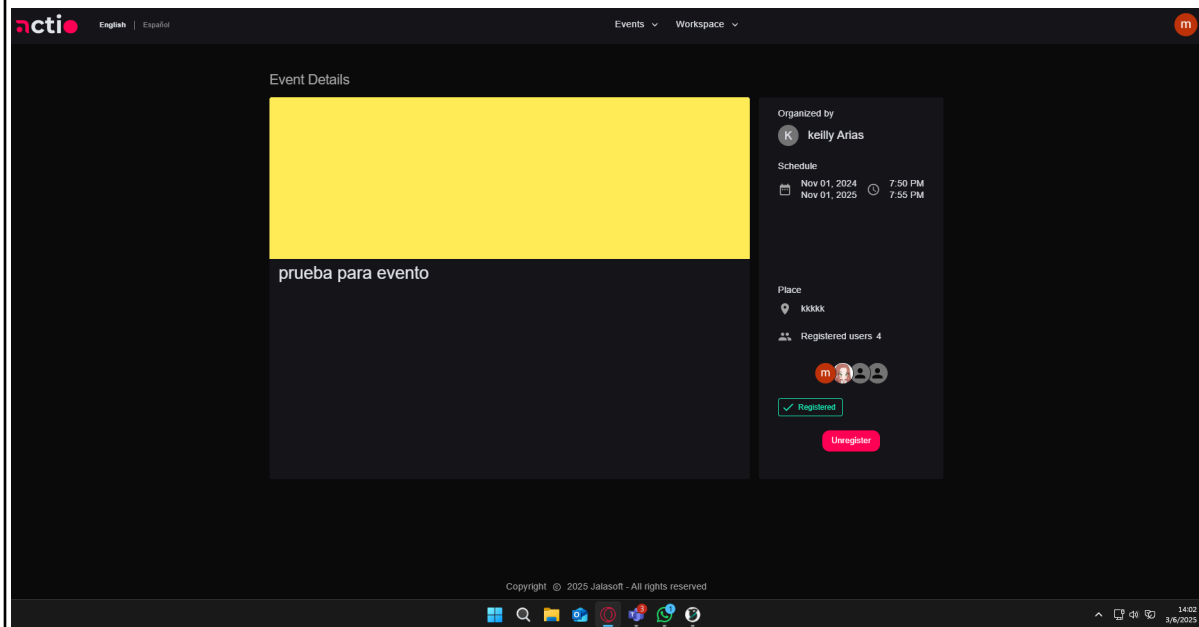 actio
English | Español
Events
Workspace
m
Event Details
prueba para evento
Organized by
K
keilly Arias
Schedule
Nov 01, 2024
7:50 PM
Nov 01, 2025
7:55 PM
Place
kkkkk
Registered users 4
m
Registered
Unregister
Copyright © 2025 Jalasoft - All rights reserved
3
1
14:02
3/6/2025